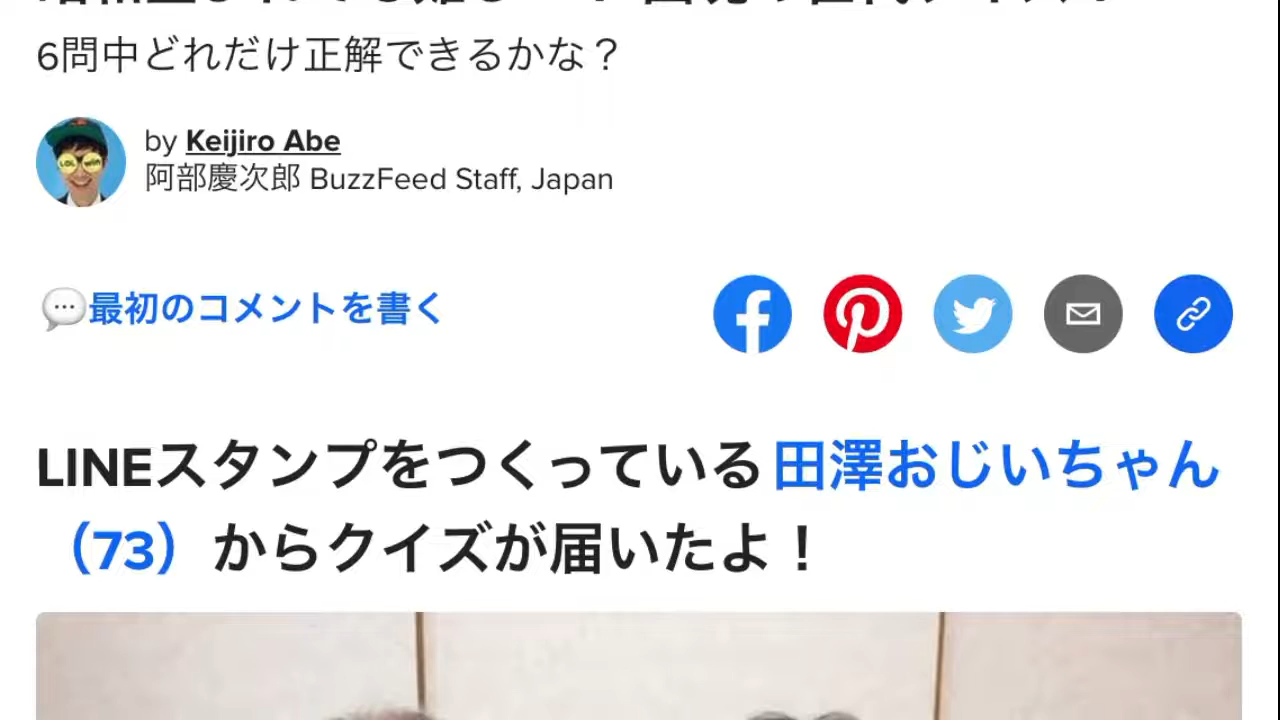 6問中どれだけ正解できるかな？
by Keijiro Abe
阿部慶次郎 BuzzFeed Staff, Japan
💬最初のコメントを書く
LINEスタンプをつくっている田澤おじいちゃん
（73）からクイズが届いたよ！